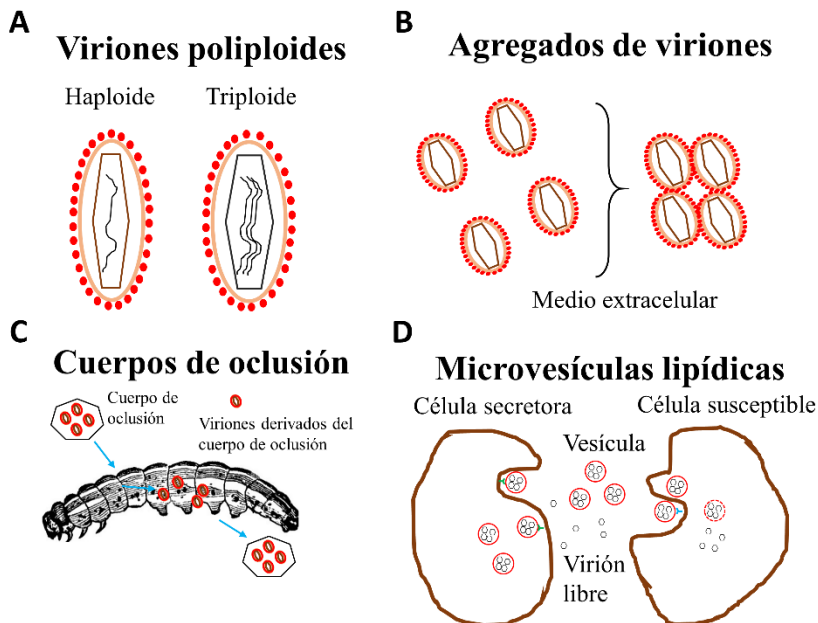 A
Viriones poliploides
Haploide
Triploide
B
Agregados de viriones
Medio extracelular
C
Cuerpos de oclusión
Cuerpo de
oclusión
Viriones derivados del
cuerpo de oclusión
D
Microvesículas lipídicas
Célula secretora
Célula susceptible
Vesícula
Virión
libre